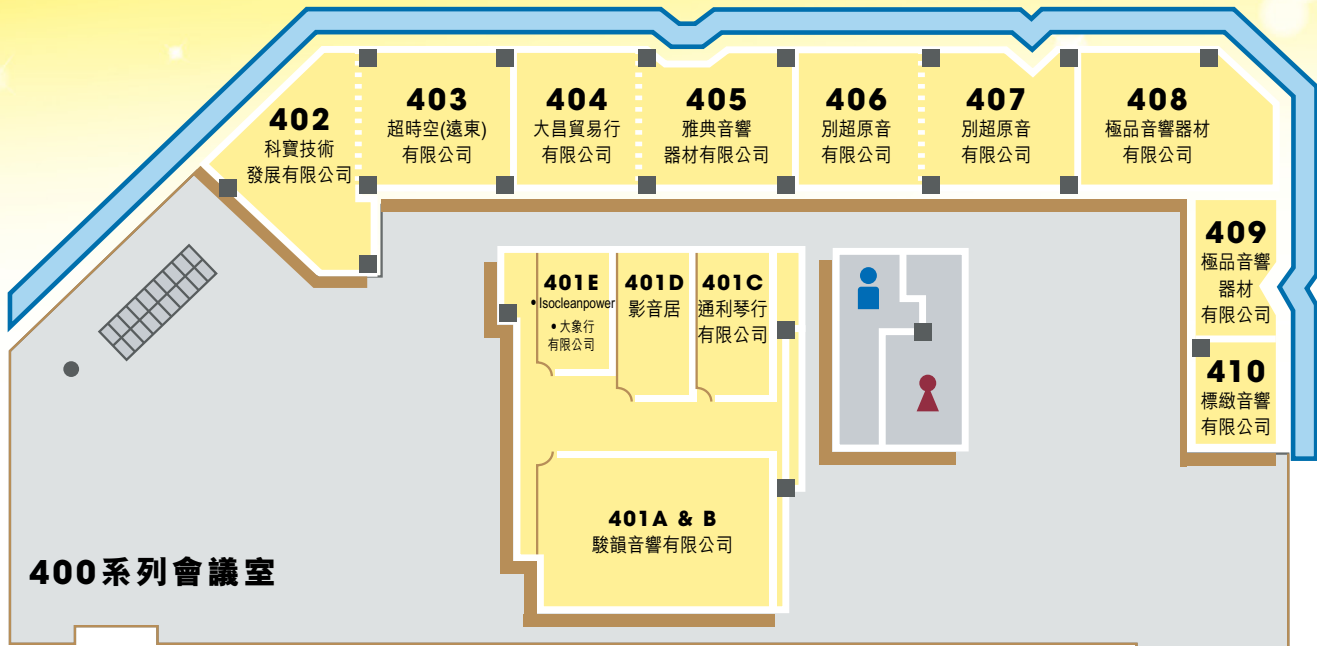 402
科寶技術
發展有限公司
403
超時空(遠東)
有限公司
404
大昌貿易行
有限公司
405
雅典音響
器材有限公司
406
別超原音
有限公司
407
別超原音
有限公司
408
極品音響器材
有限公司
409
極品音響
器材
有限公司
410
標緻音響
有限公司
401E
•Isocleanpower
•大象行
有限公司
401D
影音居
401C
通利琴行
有限公司
401A & B
駿韻音響有限公司
400系列會議室